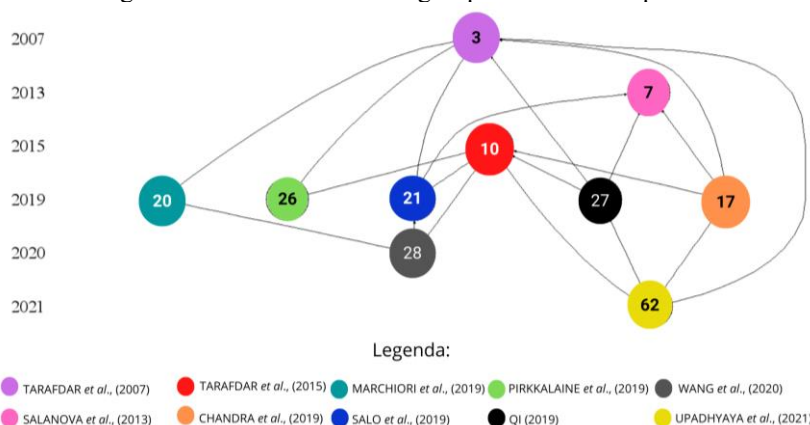 2007
3
2013
7
2015
10
2019
20
26
21
27
17
2020
28
2021
62
Legenda:
TARAFDAR et al., (2007)
TARAFDAR et al., (2015)
MARCHIORI et al., (2019)
PIRKKALAINE et al., (2019)
WANG et al., (2020)
SALANOVA et al., (2013)
CHANDRA et al., (2019)
SALO et al., (2019)
QI (2019)
UPADHYAYA et al., (2021)